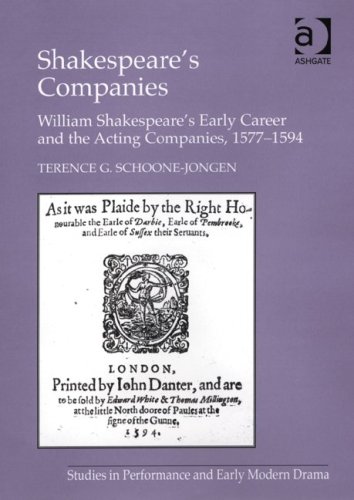 Shakespeare's
Companies
ASHGATE
William Shakespeare's Early Career
and the Acting Companies, 1577–1594
TERENCE G. SCHOONE-JONGEN
As it was Plaide by the Right Ho-
nourable the Earle of Darbie, Earle of Pembrooke,
and Earle of Sussex their Seruants.
LONDON,
Printed by Iohn Danter, and are
to be sold by Edward White & Thomas Millington,
at the little North doore of Paules at the
signe of the Gunne.
1594.
Studies in Performance and Early Modern Drama